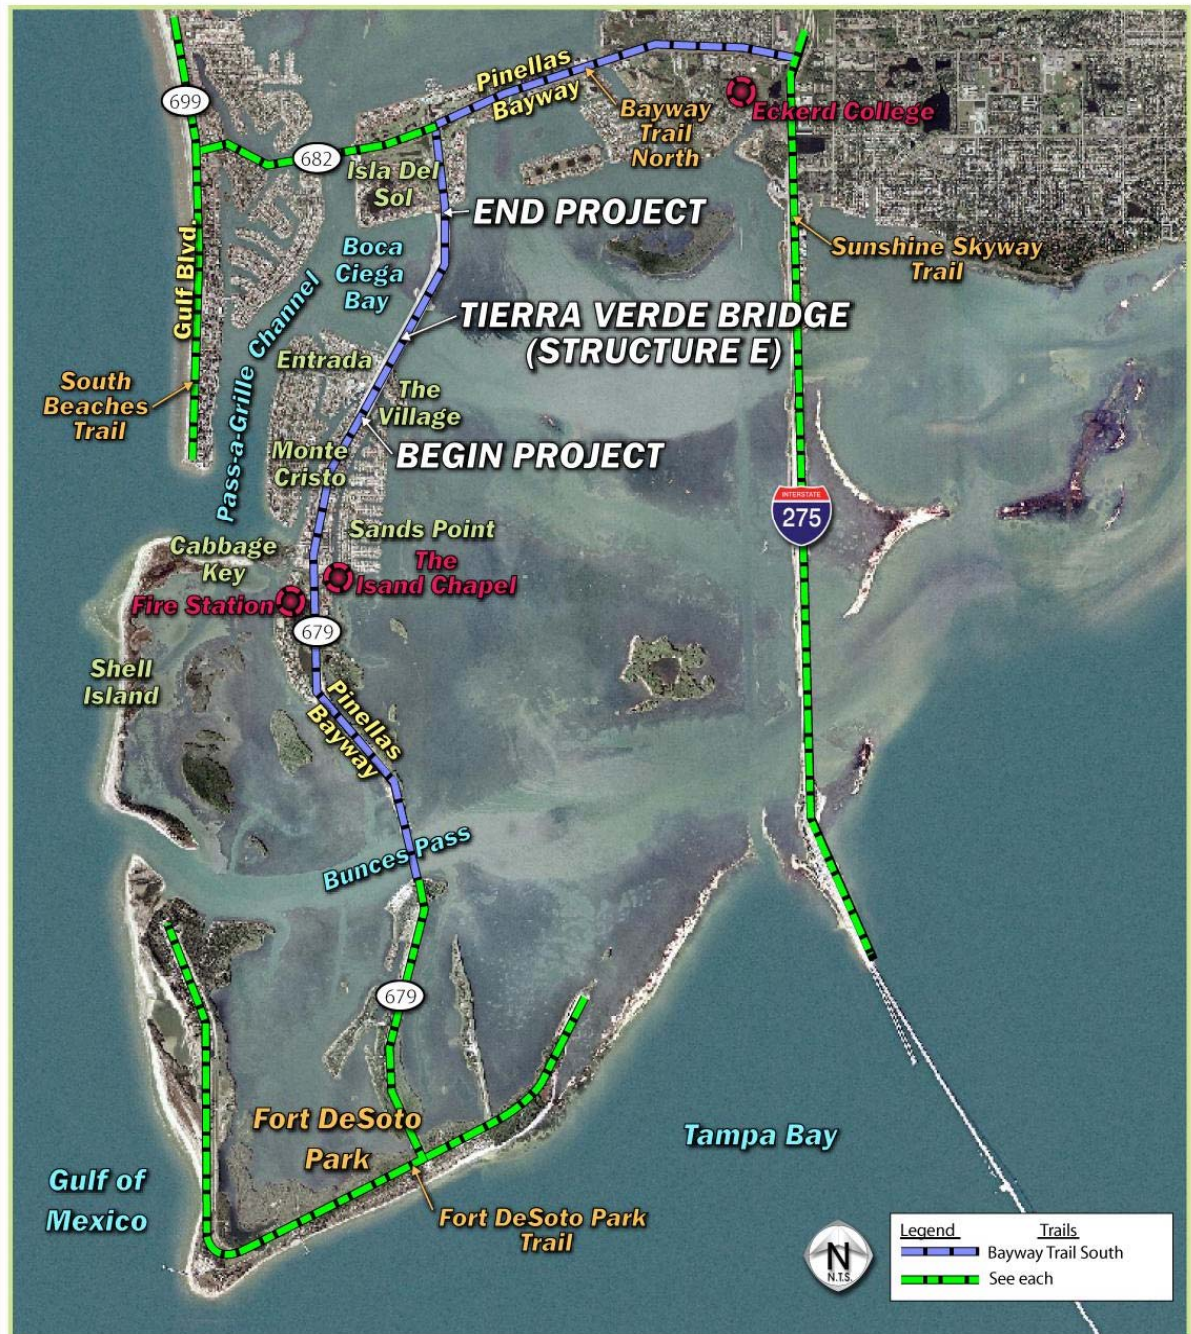 699
Pinellas
Bayway
Bayway
Trail
North
Eckerd College
682
Isla Del
Sol
END PROJECT
Gulf Blvd.
Boca
Ciega
Bay
Sunshine Skyway
Trail
Pass-a-Grille Channel
TIERRA VERDE BRIDGE
(STRUCTURE E)
Entrada
South
Beaches
Trail
The
Village
Monte
Cristo
BEGIN PROJECT
INTERSTATE
275
Sands Point
Cabbage
Key
The
Isand Chapel
Fire Station
679
Shell
Island
Pinellas
Bayway
Bunces Pass
679
Fort DeSoto
Park
Tampa Bay
Gulf of
Mexico
Fort DeSoto Park
Trail
N
N.T.S.
Legend Trails
Bayway Trail South
See each